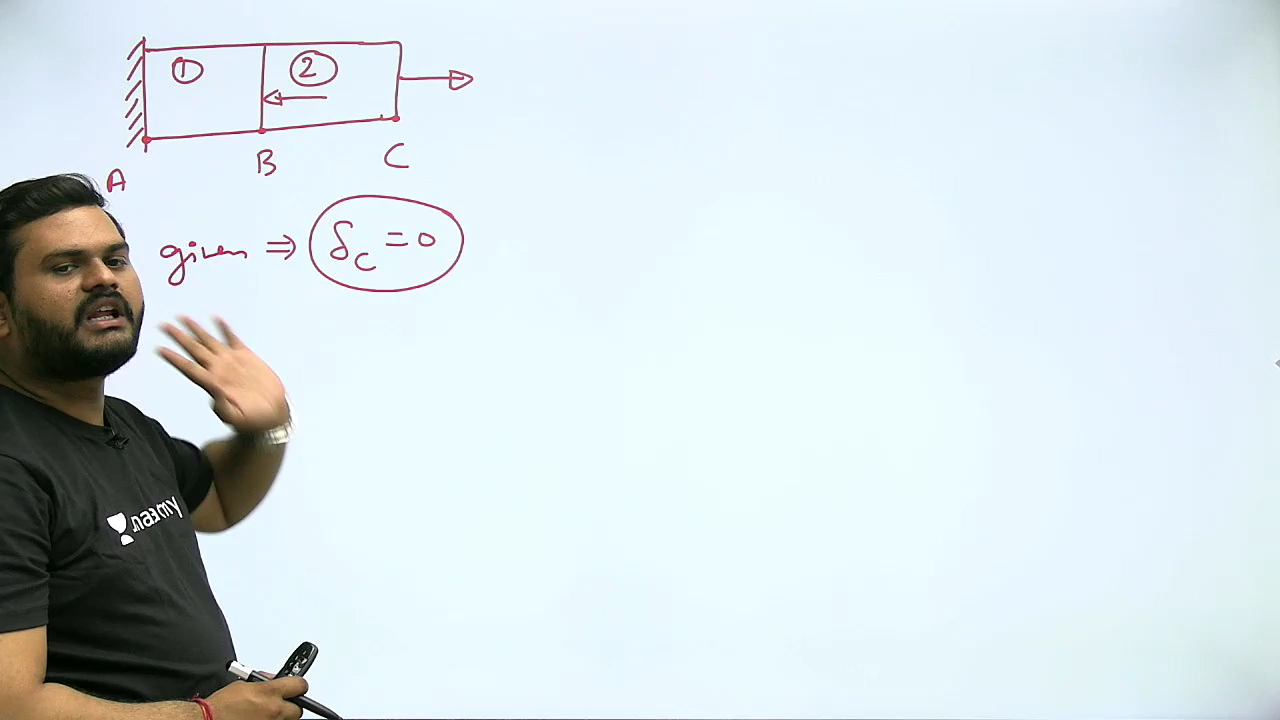 ① ②
A B C
given ⇒ δc = 0
unacademy